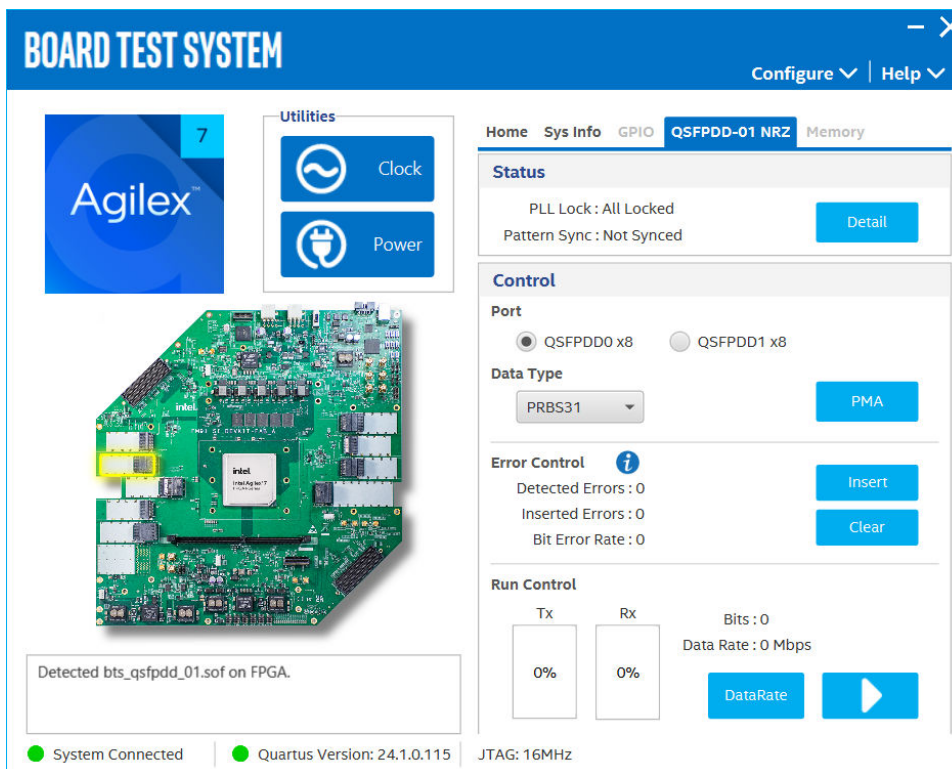 BOARD TEST SYSTEM
Configure
Help
7
Agilex™
Utilities
Clock
Power
Home Sys Info GPIO QSFPDD-01 NRZ Memory
Status
PLL Lock : All Locked
Pattern Sync : Not Synced
Detail
Control
Port
QSFPDD0 x8
QSFPDD1 x8
Data Type
PRBS31
PMA
Error Control
Detected Errors : 0
Inserted Errors : 0
Bit Error Rate : 0
Insert
Clear
Run Control
Tx
Rx
0%
0%
Bits : 0
Data Rate : 0 Mbps
DataRate
intel
intel
Detected bts_qsfpdd_01.sof on FPGA.
System Connected
Quartus Version: 24.1.0.115
JTAG: 16MHz